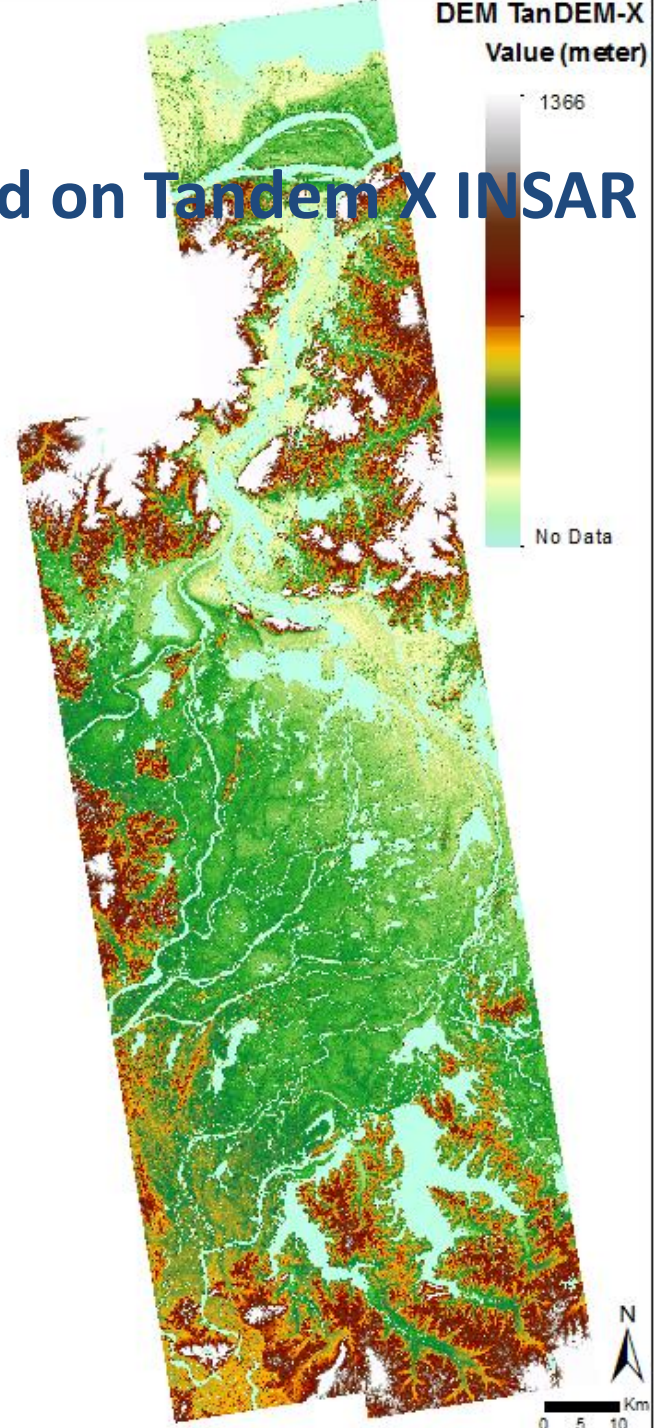 DEM TanDEM-X
Value (meter)
1366
d on Tandem X INSAR
No Data
N
Km
0 5 10